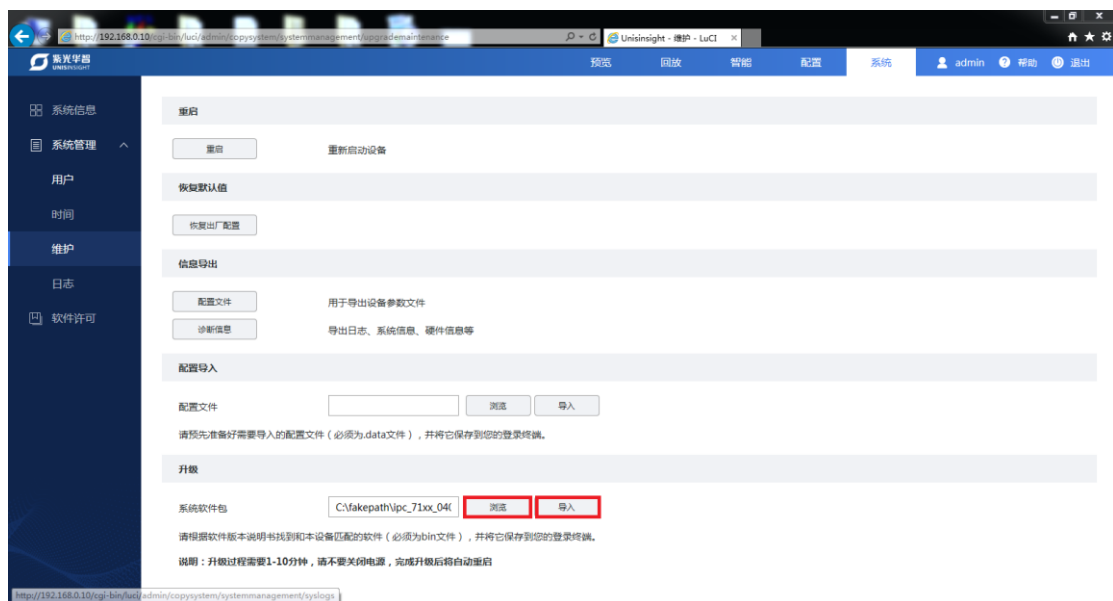 http://192.168.0.10/cgi-bin/luci/admin/copysystem/systemmanagement/upgrademaintenance
Unisinsight - 维护 - LuCI
紫光华智
UNISINSIGHT
预览 回放 智能 配置 系统 admin 帮助 退出
系统信息
系统管理
用户
时间
维护
日志
软件许可
重启
重启 重新启动设备
恢复默认值
恢复出厂配置
信息导出
配置文件 用于导出设备参数文件
诊断信息 导出日志、系统信息、硬件信息等
配置导入
配置文件 浏览 导入
请预先准备好需要导入的配置文件（必须为.data文件），并将它保存到您的登录终端。
升级
系统软件包 C:\fakepath\ipc_71xx_04( 浏览 导入
请根据软件版本说明书找到和本设备匹配的软件（必须为bin文件），并将它保存到您的登录终端。
说明：升级过程需要1-10分钟，请不要关闭电源，完成升级后将自动重启
http://192.168.0.10/cgi-bin/luci/admin/copysystem/systemmanagement/syslogs